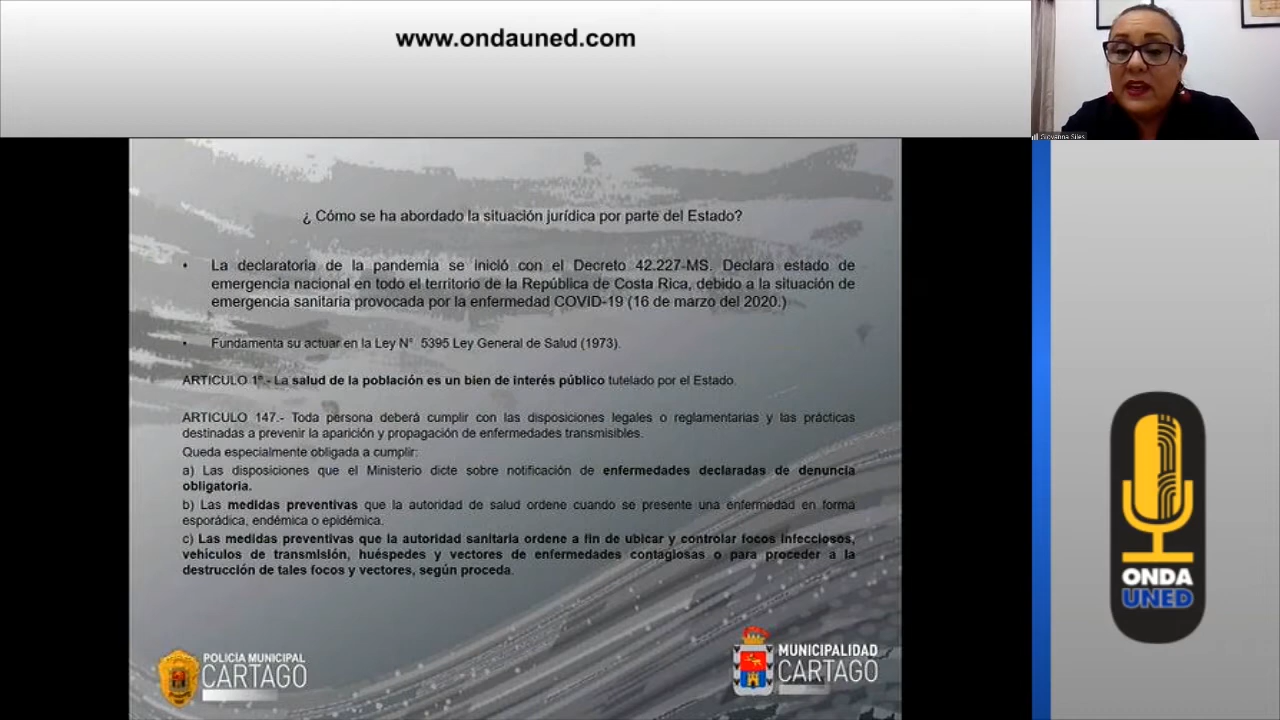 www.ondauned.com
Giovanna Siles
¿ Cómo se ha abordado la situación jurídica por parte del Estado?
• La declaratoria de la pandemia se inició con el Decreto 42.227-MS. Declara estado de
emergencia nacional en todo el territorio de la República de Costa Rica, debido a la situación de
emergencia sanitaria provocada por la enfermedad COVID-19 (16 de marzo del 2020.)
• Fundamenta su actuar en la Ley N° 5395 Ley General de Salud (1973).
ARTICULO 1º.- La salud de la población es un bien de interés público tutelado por el Estado.
ARTICULO 147.- Toda persona deberá cumplir con las disposiciones legales o reglamentarias y las prácticas
destinadas a prevenir la aparición y propagación de enfermedades transmisibles.
Queda especialmente obligada a cumplir:
a) Las disposiciones que el Ministerio dicte sobre notificación de enfermedades declaradas de denuncia
obligatoria.
b) Las medidas preventivas que la autoridad de salud ordene cuando se presente una enfermedad en forma
esporádica, endémica o epidémica.
c) Las medidas preventivas que la autoridad sanitaria ordene a fin de ubicar y controlar focos infecciosos,
vehículos de transmisión, huéspedes y vectores de enfermedades contagiosas o para proceder a la
destrucción de tales focos y vectores, según proceda.
POLICIA MUNICIPAL
CARTAGO
MUNICIPALIDAD
CARTAGO
ONDA
UNED